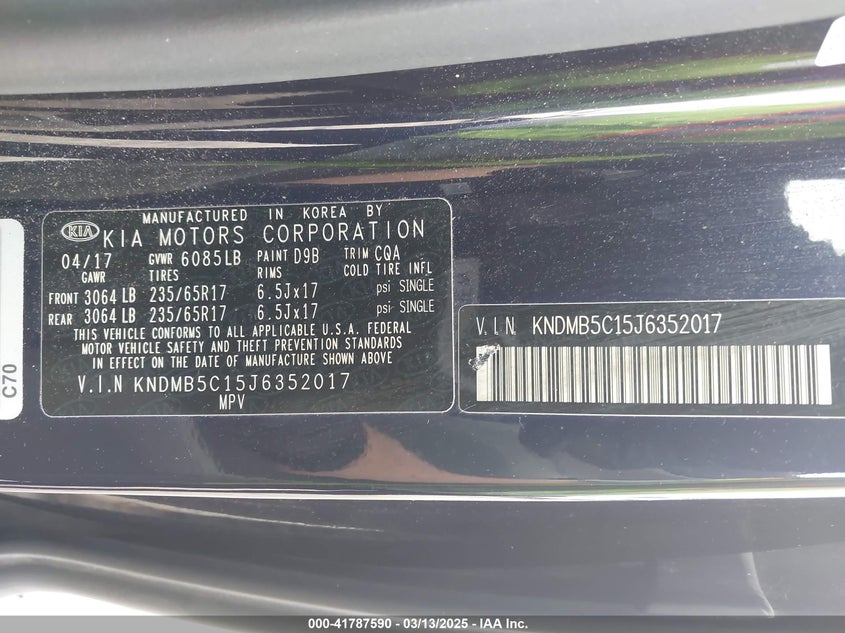 MANUFACTURED IN KOREA BY
KIA KIA MOTORS CORPORATION
04/17 GVWR 6085LB PAINT D9B TRIM CQA
GAWR TIRES RIMS COLD TIRE INFL
FRONT 3064 LB 235/65R17 6.5Jx17 psi SINGLE
REAR 3064 LB 235/65R17 6.5Jx17 psi SINGLE
THIS VEHICLE CONFORMS TO ALL APPLICABLE U.S.A. FEDERAL
MOTOR VEHICLE SAFETY AND THEFT PREVENTION STANDARDS
IN EFFECT ON THE DATE OF MANUFACTURE SHOWN ABOVE
V.I.N KNDMB5C15J6352017
MPV
V.I.N. KNDMB5C15J6352017
C70
000-41787590 - 03/13/2025 - IAA Inc.